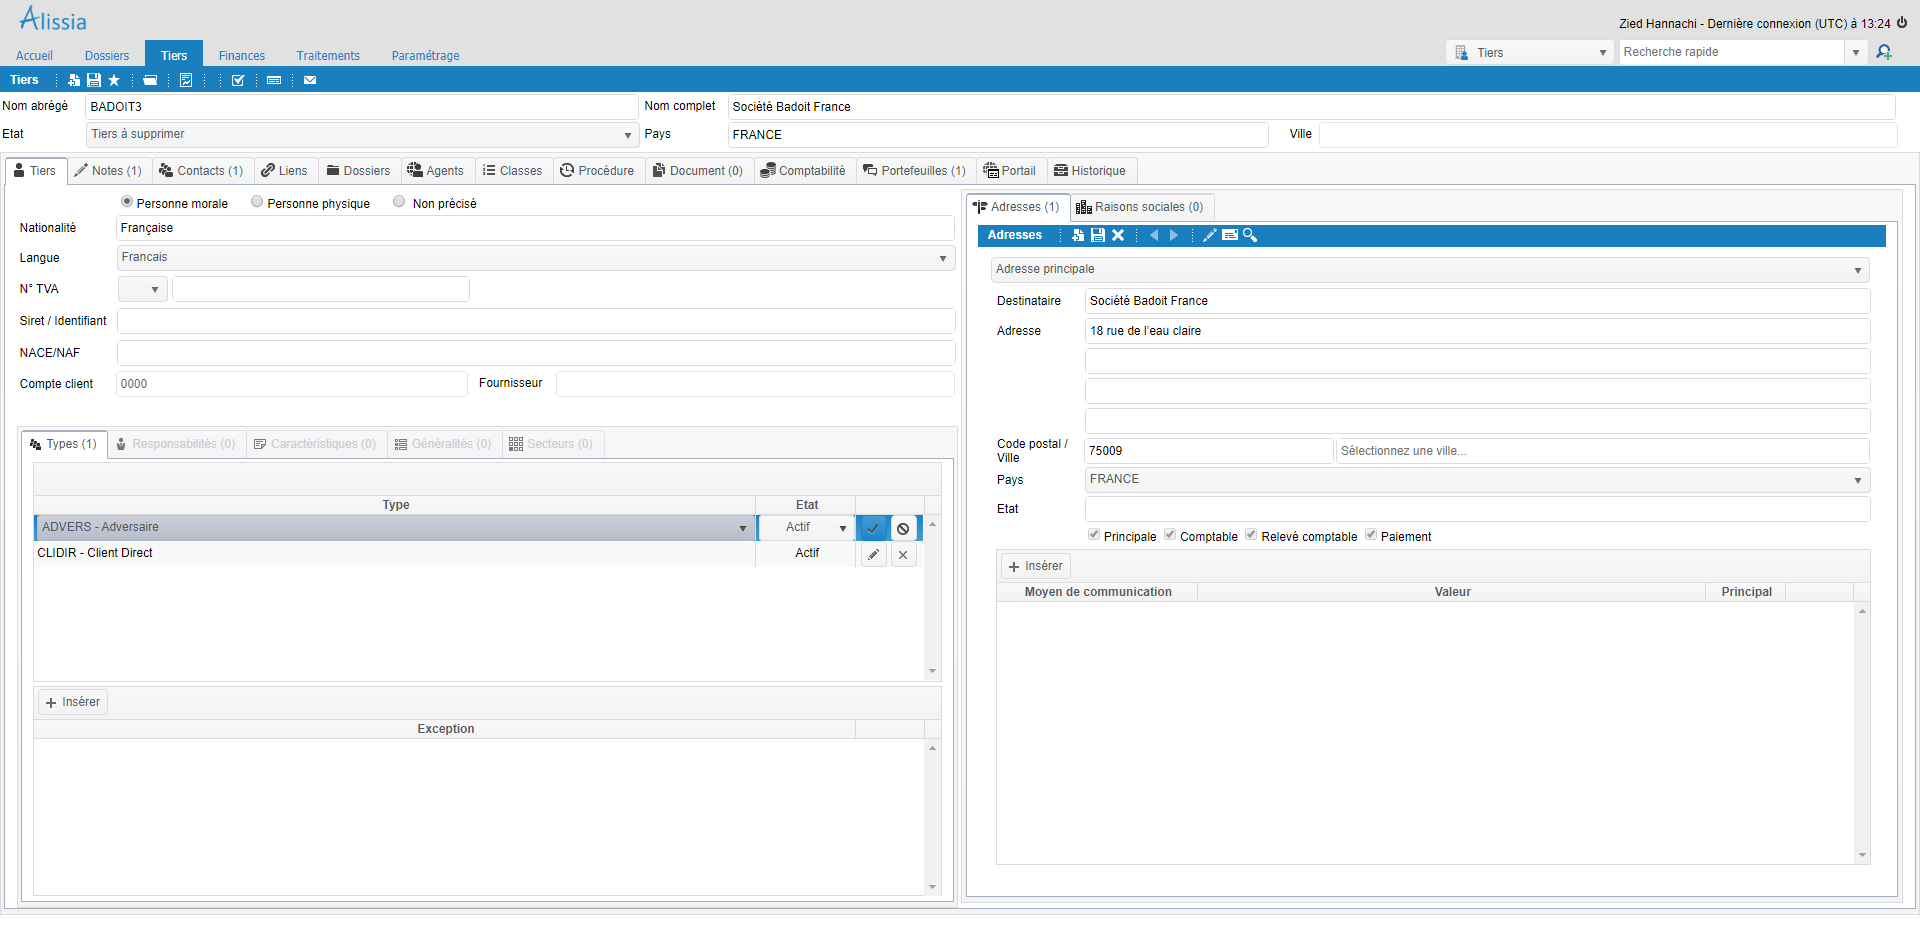 Alissia
Zied Hannachi - Dernière connexion (UTC) à 13:24
Accueil Dossiers Tiers Finances Traitements Paramétrage
Tiers Recherche rapide
Tiers
Nom abrégé BADOIT3 Nom complet Société Badoit France
Etat Tiers à supprimer Pays FRANCE Ville
Tiers Notes (1) Contacts (1) Liens Dossiers Agents Classes Procédure Document (0) Comptabilité Portefeuilles (1) Portail Historique
Personne morale Personne physique Non précisé
Nationalité Française
Langue Francais
N° TVA
Siret / Identifiant
NACE/NAF
Compte client 0000 Fournisseur
Types (1) Responsabilités (0) Caractéristiques (0) Généralités (0) Secteurs (0)
Type Etat
ADVERS - Adversaire Actif
CLIDIR - Client Direct Actif
Insérer
Exception
Adresses (1) Raisons sociales (0)
Adresses
Adresse principale
Destinataire Société Badoit France
Adresse 18 rue de l'eau claire
Code postal / Ville 75009 Sélectionnez une ville...
Pays FRANCE
Etat
Principale Comptable Relevé comptable Paiement
Insérer
Moyen de communication Valeur Principal